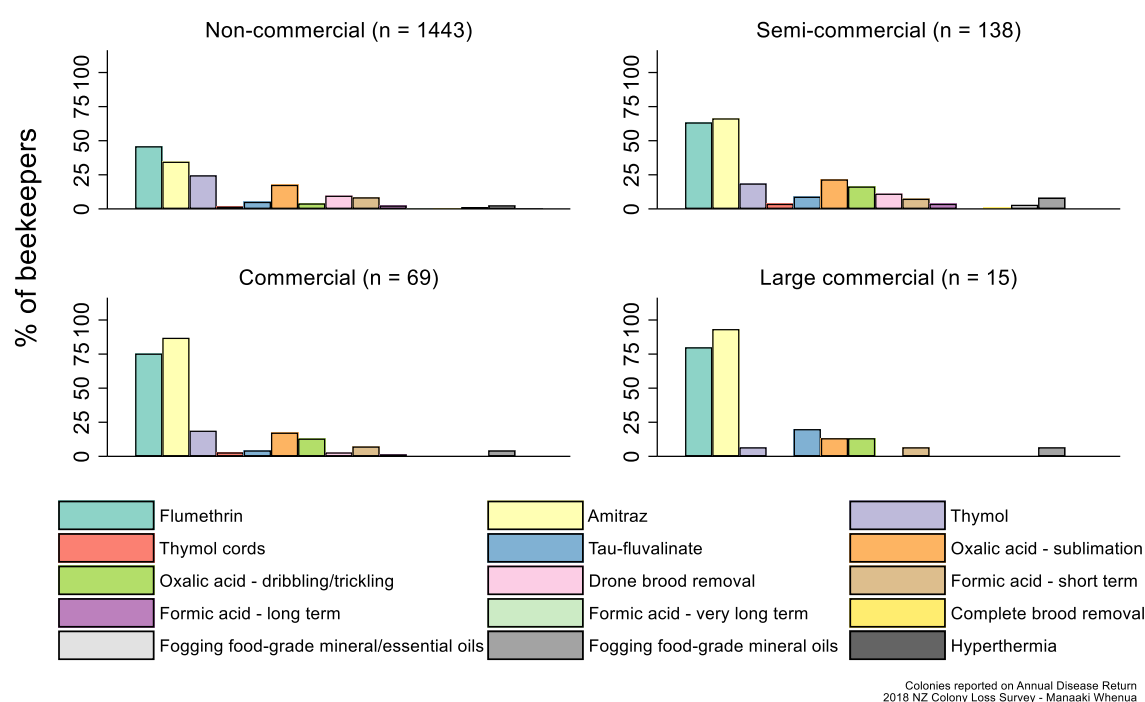 Non-commercial (n = 1443)
Semi-commercial (n = 138)
% of beekeepers
100
75
50
25
0
100
75
50
25
0
Commercial (n = 69)
Large commercial (n = 15)
100
75
50
25
0
100
75
50
25
0
Flumethrin
Amitraz
Thymol
Thymol cords
Tau-fluvalinate
Oxalic acid - sublimation
Oxalic acid - dribbling/trickling
Drone brood removal
Formic acid - short term
Formic acid - long term
Formic acid - very long term
Complete brood removal
Fogging food-grade mineral/essential oils
Fogging food-grade mineral oils
Hyperthermia
Colonies reported on Annual Disease Return
2018 NZ Colony Loss Survey - Manaaki Whenua